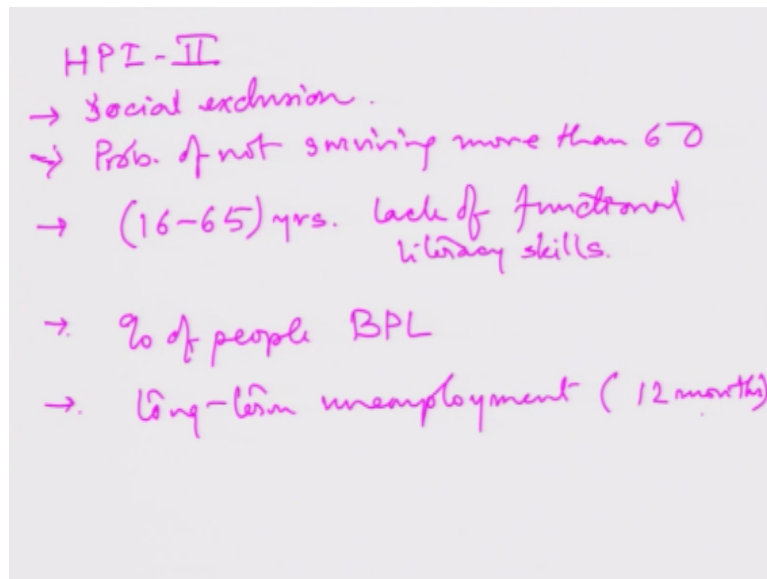 HPI-II
→ Social exclusion.
→ Prob. of not surviving more than 60
→ (16-65) yrs. lack of functional
literacy skills.
→ % of people BPL
→ long-term unemployment (12 months)